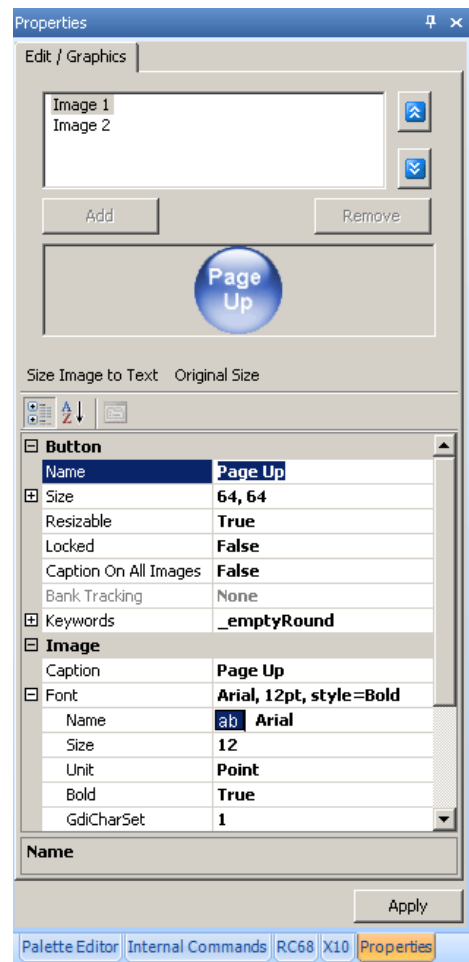 Properties
Edit / Graphics
Image 1
Image 2
Add Remove
Page
Up
Size Image to Text Original Size
Button
Name Page Up
Size 64, 64
Resizable True
Locked False
Caption On All Images False
Bank Tracking None
Keywords _emptyRound
Image
Caption Page Up
Font Arial, 12pt, style=Bold
Name ab Arial
Size 12
Unit Point
Bold True
GdiCharSet 1
Name
Apply
Palette Editor Internal Commands RC68 X10 Properties